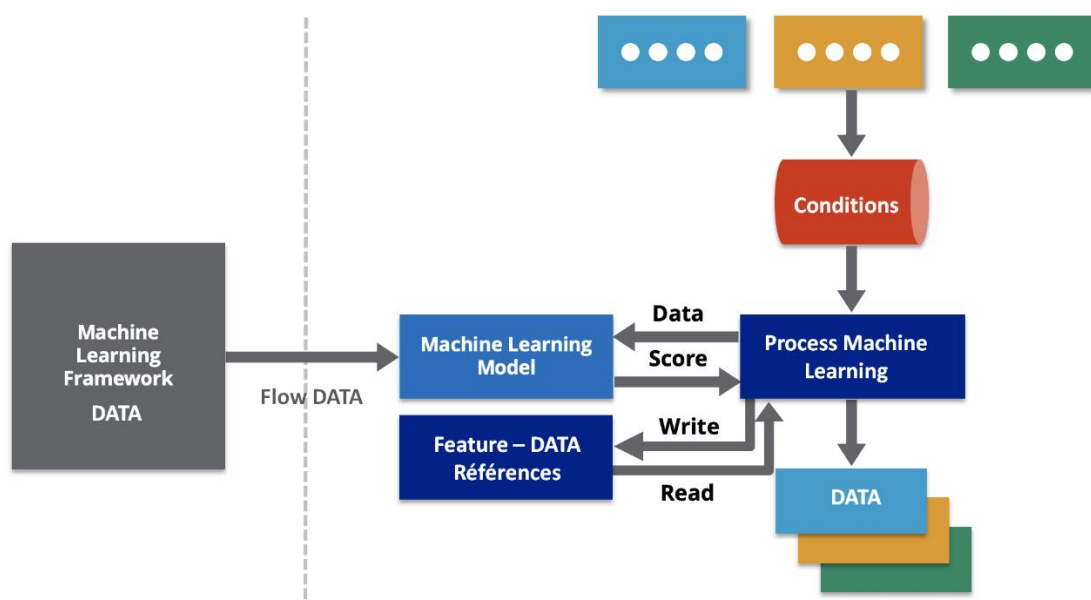 Conditions
Machine
Learning
Framework
DATA
Flow DATA
Machine Learning
Model
Data
Score
Process Machine
Learning
Feature – DATA
Références
Write
Read
DATA